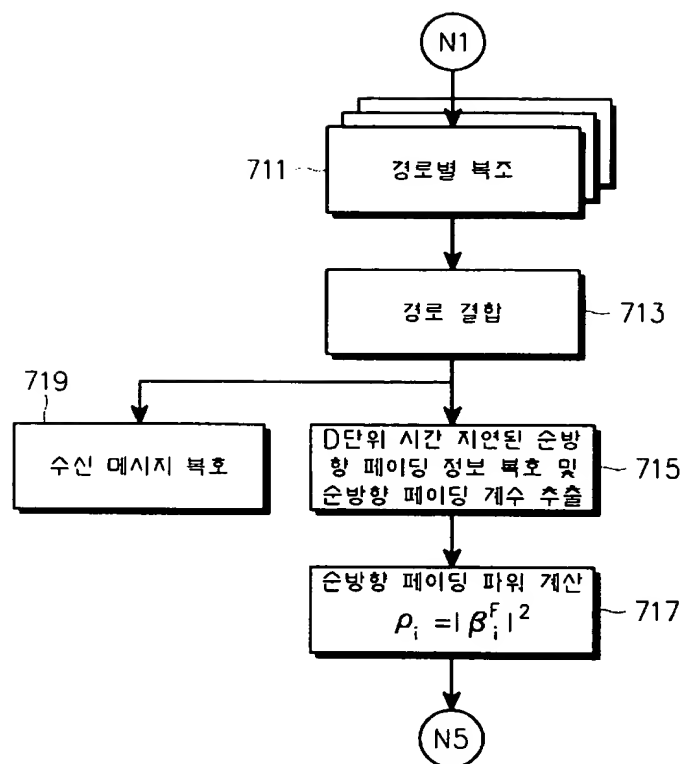 N1
711
경로별 복조
경로 결합
713
719
수신 메시지 복호
D단위 시간 지연된 순방
향 페이딩 정보 복호 및
순방향 페이딩 계수 추출
715
순방향 페이딩 파워 계산
ρ_i = |β_i^F|^2
717
N5